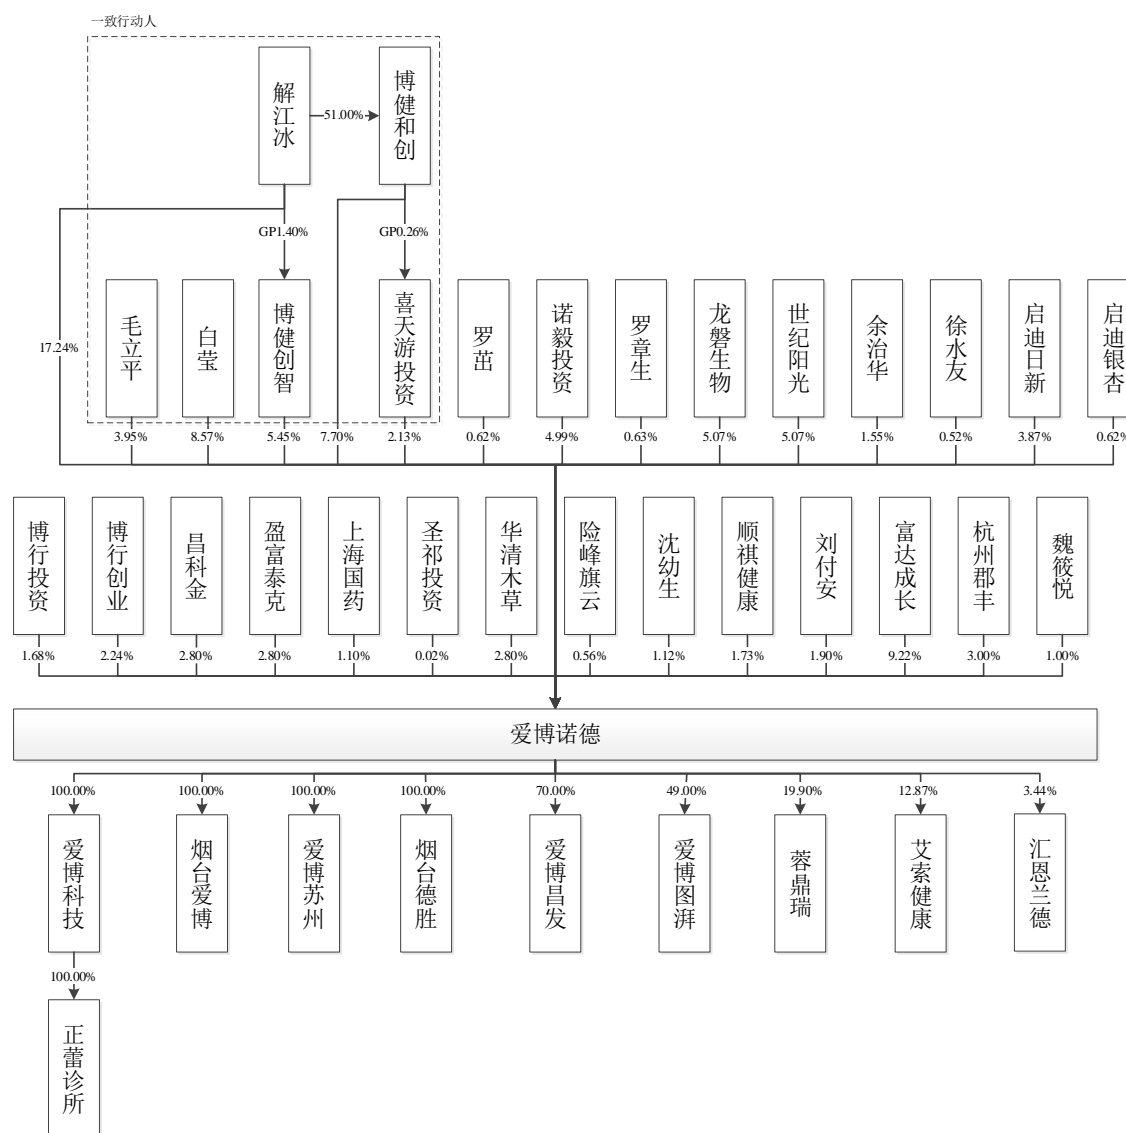 一致行动人
解江冰
博健和创
51.00%
GP1.40%
GP0.26%
17.24%
毛立平
白莹
博健创智
喜天游投资
罗茁
诺毅投资
罗章生
龙磐生物
世纪阳光
余治华
徐水友
启迪日新
启迪银杏
3.95%
8.57%
5.45%
7.70%
2.13%
0.62%
4.99%
0.63%
5.07%
5.07%
1.55%
0.52%
3.87%
0.62%
博行投资
博行创业
昌科金
盈富泰克
上海国药
圣祁投资
华清本草
险峰旗云
沈幼生
顺祺健康
刘付安
富达成长
杭州郡丰
魏筱悦
1.68%
2.24%
2.80%
2.80%
1.10%
0.02%
2.80%
0.56%
1.12%
1.73%
1.90%
9.22%
3.00%
1.00%
爱博诺德
100.00%
100.00%
100.00%
100.00%
70.00%
49.00%
19.90%
12.87%
3.44%
爱博科技
烟台爱博
爱博苏州
烟台德胜
爱博昌发
爱博图湃
蓉鼎瑞
艾索健康
汇恩兰德
100.00%
正蕾诊所